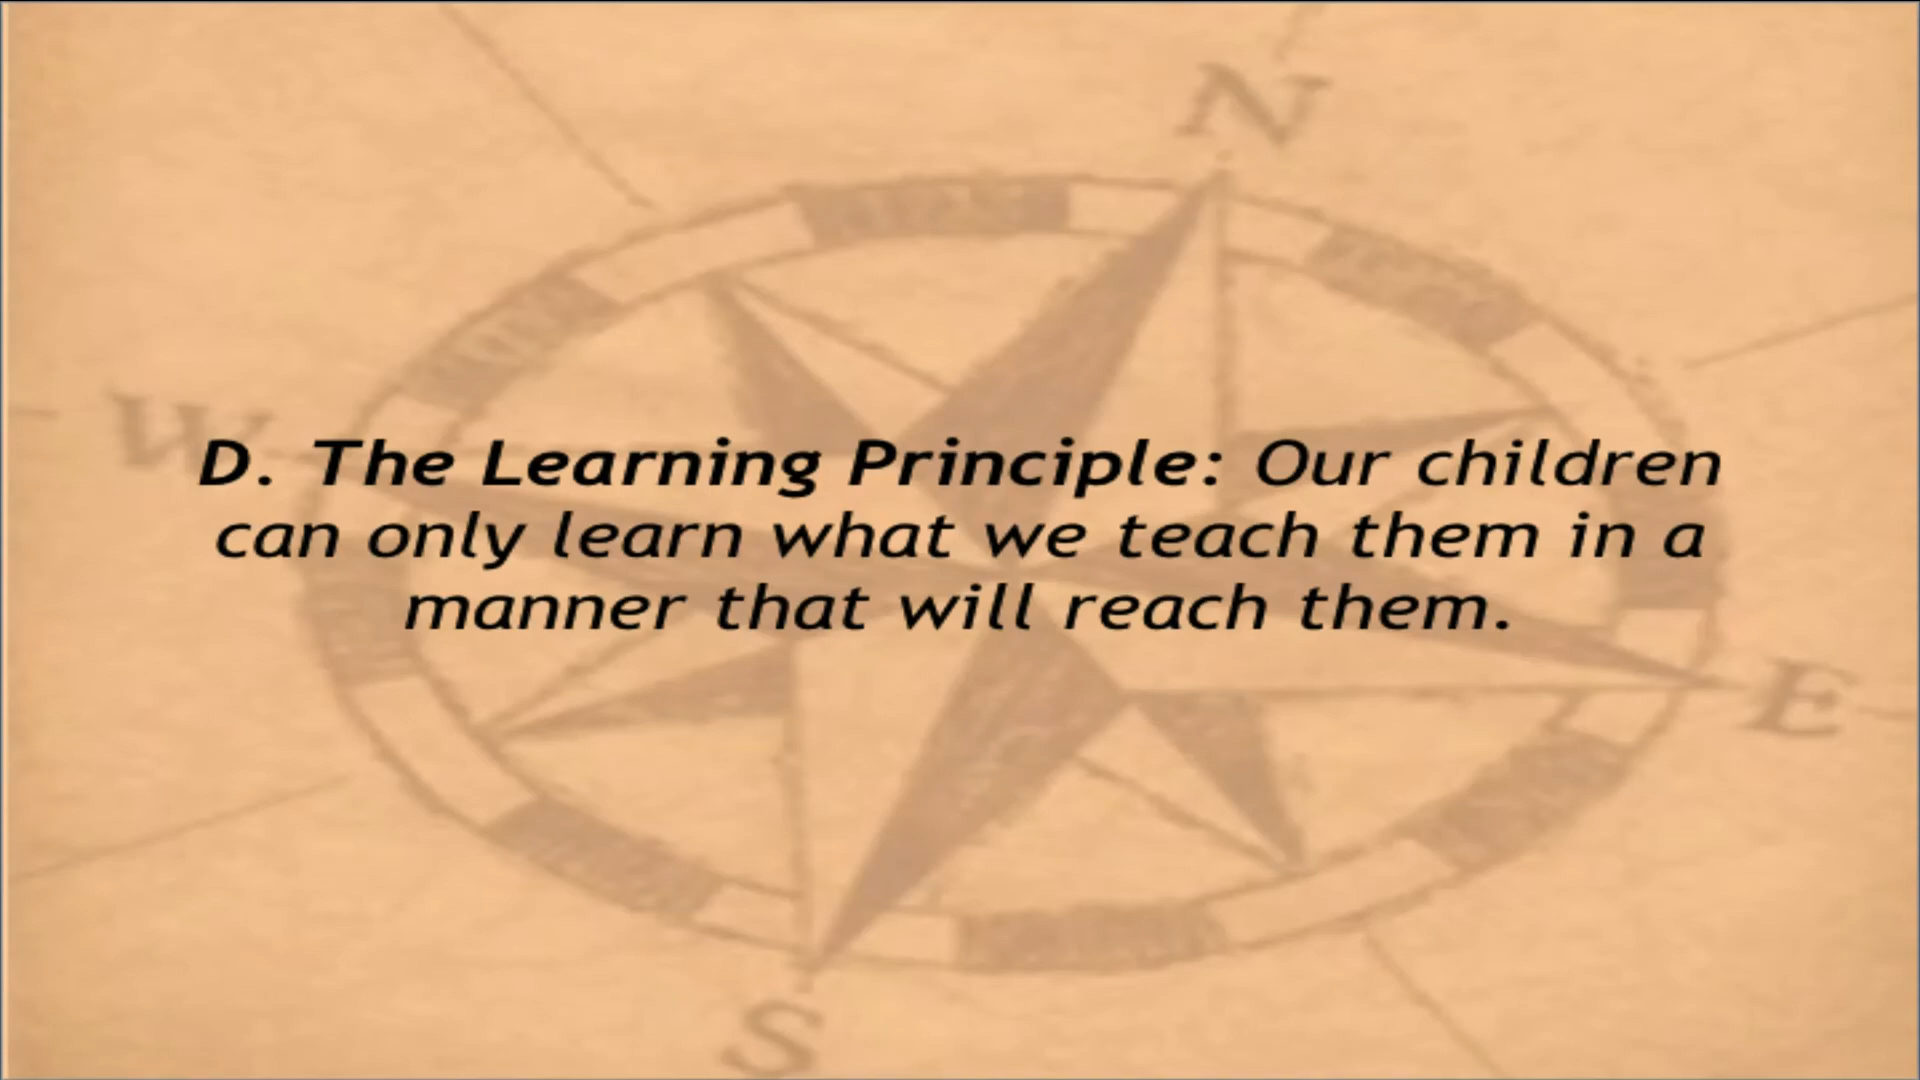 N
W
D. The Learning Principle: Our children
can only learn what we teach them in a
manner that will reach them.
E
S